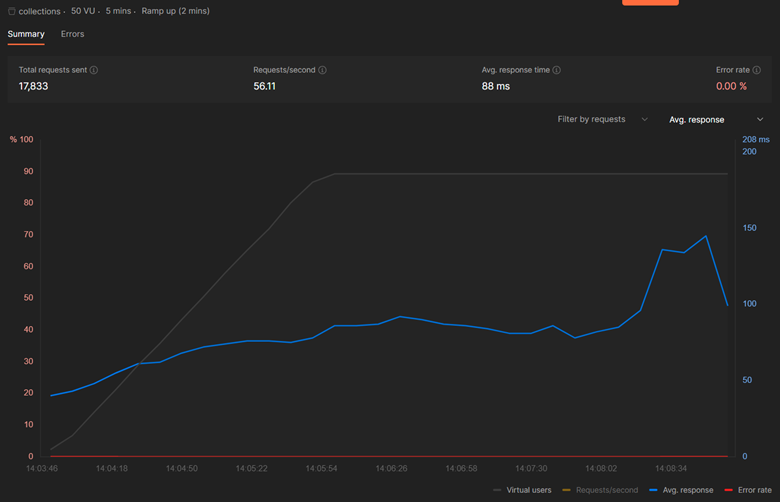 collections · 50 VU · 5 mins · Ramp up (2 mins)
Summary Errors
Total requests sent Requests/second Avg. response time Error rate
17,833 56.11 88 ms 0.00 %
Filter by requests Avg. response
% 100 208 ms
200
90
80
70 150
60
50
100
40
30
50
20
10
0 0
14:03:46 14:04:18 14:04:50 14:05:22 14:05:54 14:06:26 14:06:58 14:07:30 14:08:02 14:08:34
Virtual users Requests/second Avg. response Error rate